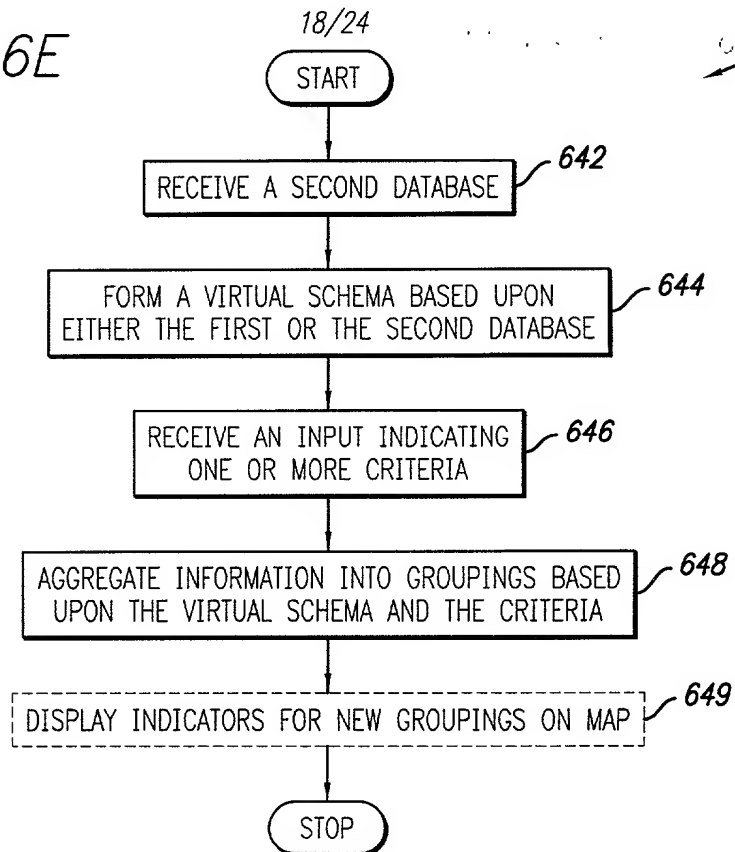 18/24
6E
START
RECEIVE A SECOND DATABASE
642
FORM A VIRTUAL SCHEMA BASED UPON
EITHER THE FIRST OR THE SECOND DATABASE
644
RECEIVE AN INPUT INDICATING
ONE OR MORE CRITERIA
646
AGGREGATE INFORMATION INTO GROUPINGS BASED
UPON THE VIRTUAL SCHEMA AND THE CRITERIA
648
DISPLAY INDICATORS FOR NEW GROUPINGS ON MAP
649
STOP